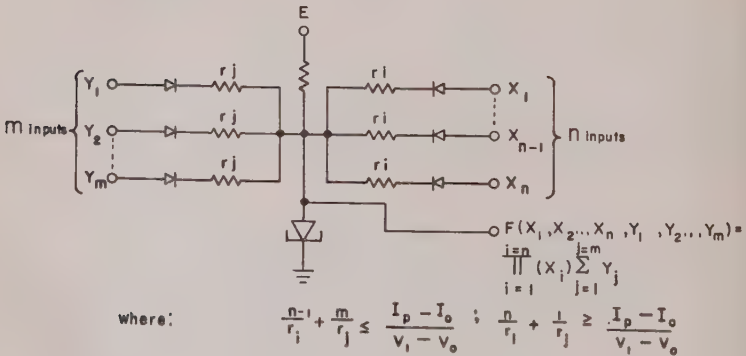 E
Y1 rj ri X1
m inputs { Y2 rj ri Xn-1 } n inputs
Ym rj ri Xn
F(X1,X2...Xn ,Y1 ,Y2...,Ym) =
i=n j=m
∏ (Xi) ∑ Yj
i = 1 j = 1
where: n-1/ri + m/rj ≤ Ip – Io / v1 – vo ; n/ri + 1/rj ≥ Ip – Io / v1 – vo